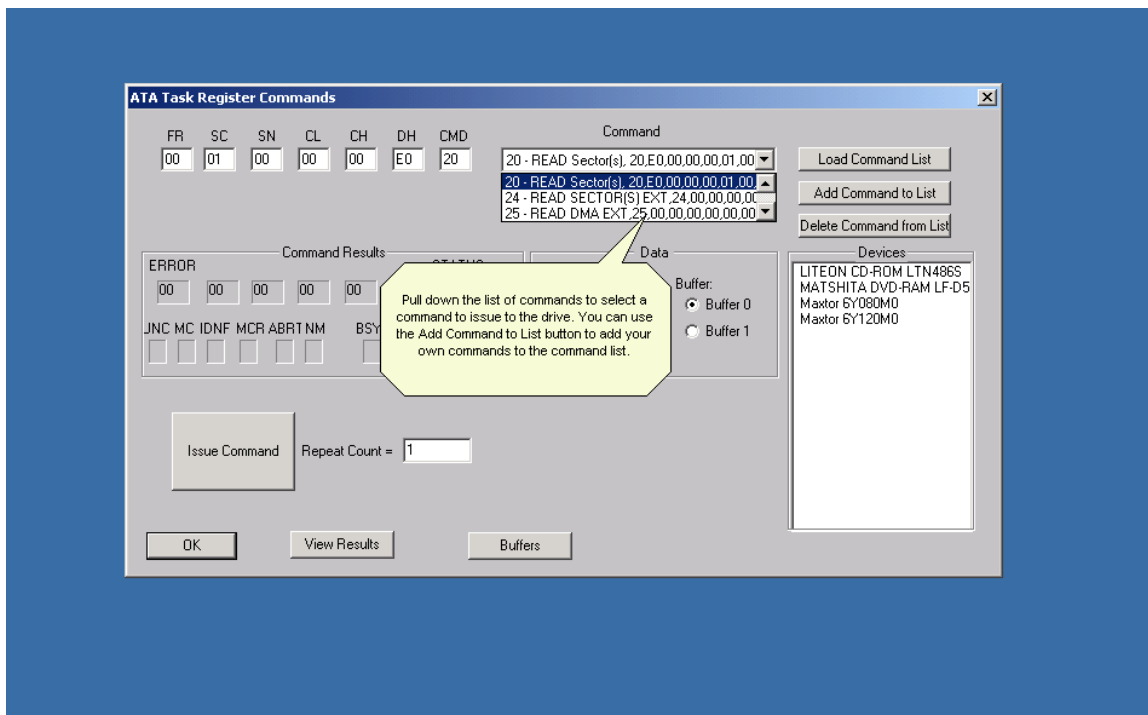 ATA Task Register Commands
FR SC SN CL CH DH CMD
00 01 00 00 00 E0 20
Command
20 - READ Sector(s), 20,E0,00,00,00,01,00
20 - READ Sector(s), 20,E0,00,00,00,01,00,
24 - READ SECTOR(S) EXT,24,00,00,00,00
25 - READ DMA EXT,25,00,00,00,00,00,00
Load Command List
Add Command to List
Delete Command from List
Command Results
ERROR
00 00 00 00 00
JNC MC IDNF MCR ABRT NM BSY
Data
Buffer:
Buffer 0
Buffer 1
Pull down the list of commands to select a
command to issue to the drive. You can use
the Add Command to List button to add your
own commands to the command list.
Devices
LITEON CD-ROM LTN486S
MATSHITA DVD-RAM LF-D5
Maxtor 6Y080M0
Maxtor 6Y120M0
Issue Command
Repeat Count = 1
OK
View Results
Buffers